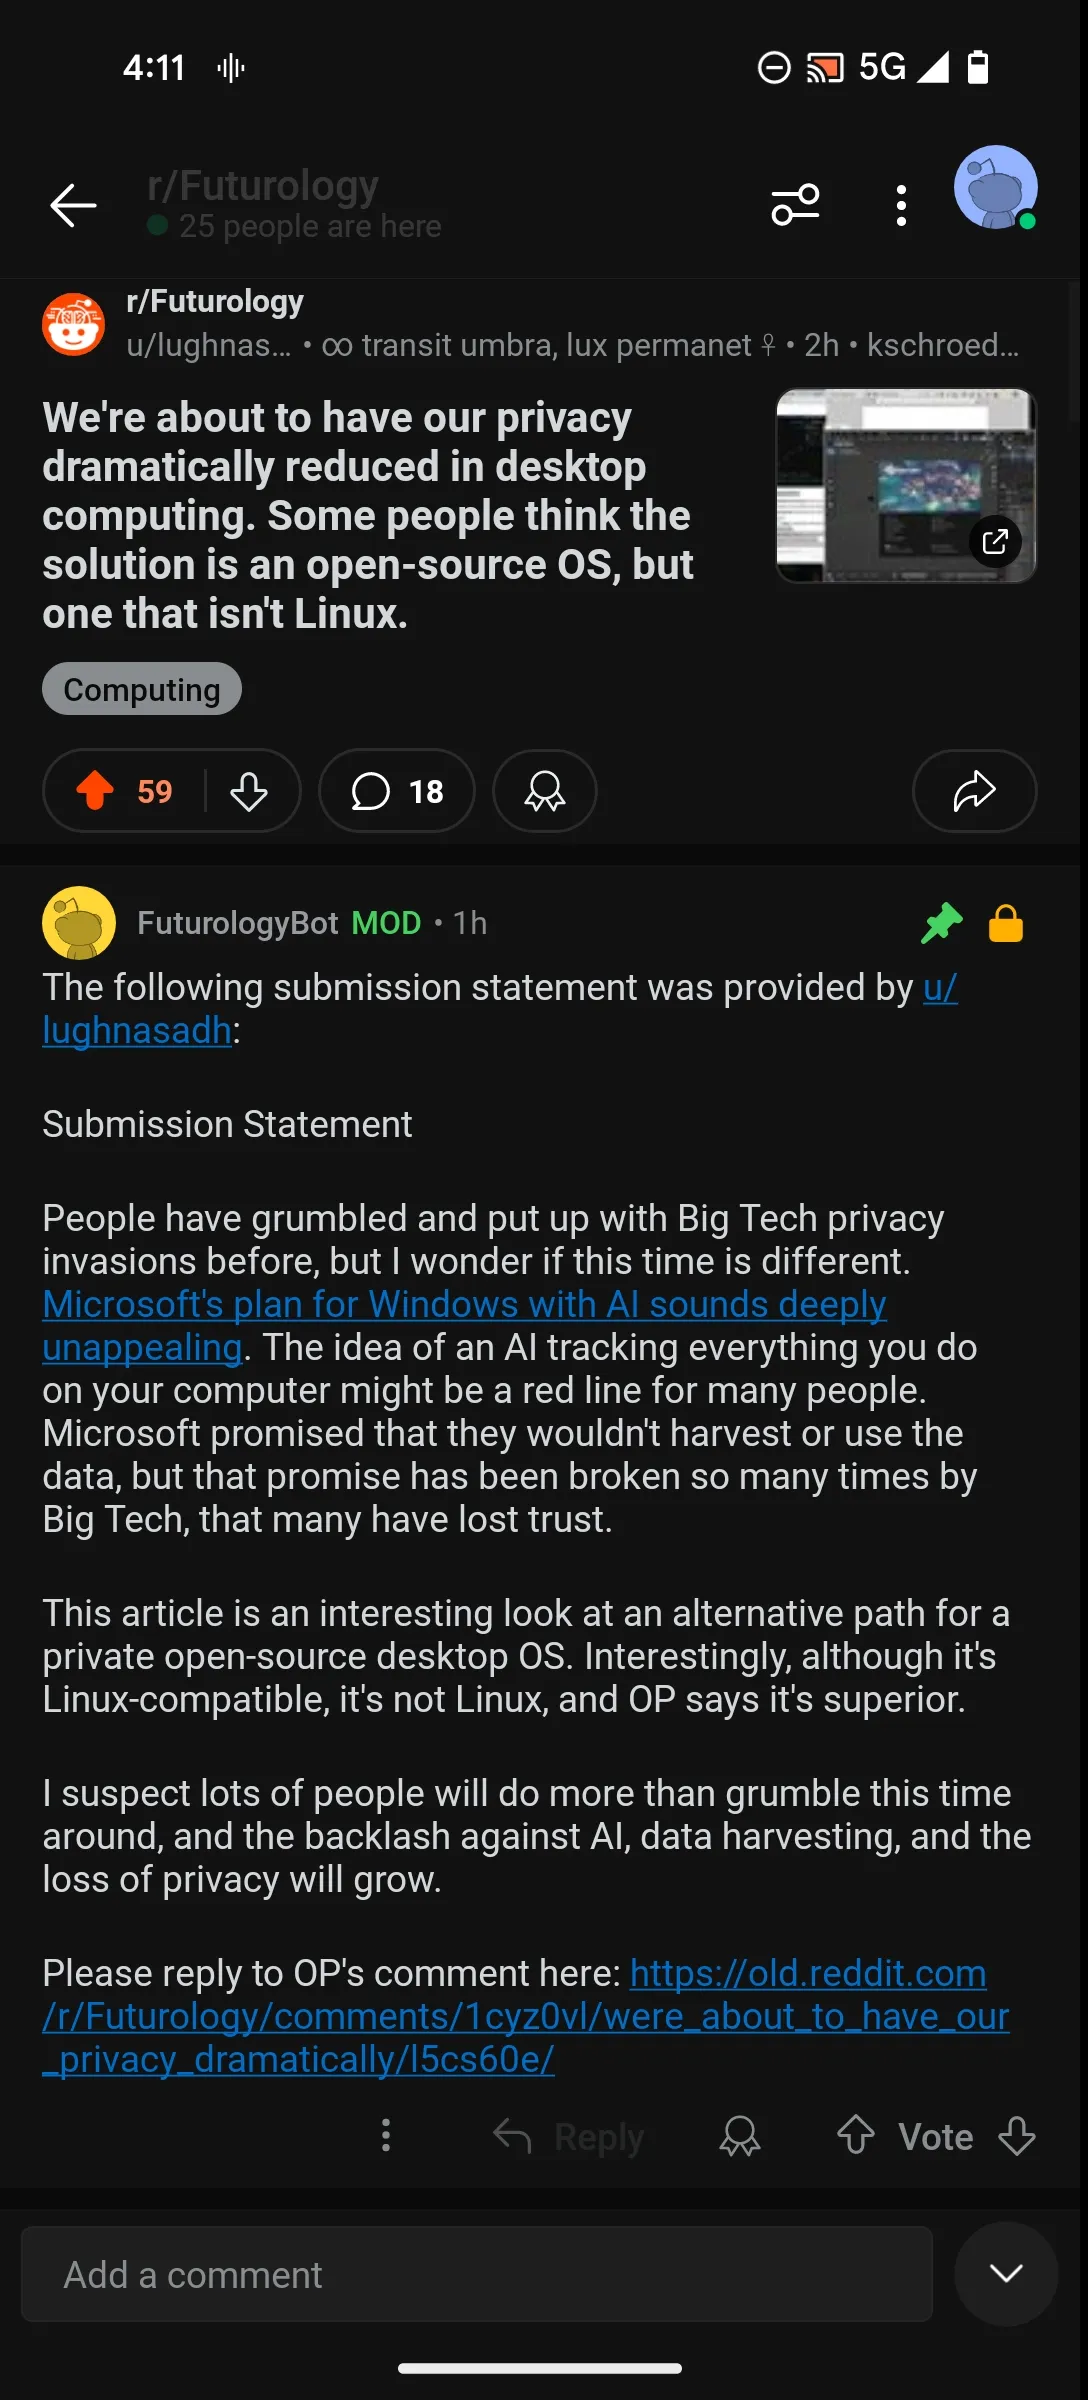 4:11
5G
r/Futurology
25 people are here
r/Futurology
u/lughnas... • ∞ transit umbra, lux permanet ♀ • 2h • kschroed...
We're about to have our privacy
dramatically reduced in desktop
computing. Some people think the
solution is an open-source OS, but
one that isn't Linux.
Computing
59
18
FuturologyBot MOD • 1h
The following submission statement was provided by u/
lughnasadh:
Submission Statement
People have grumbled and put up with Big Tech privacy
invasions before, but I wonder if this time is different.
Microsoft's plan for Windows with AI sounds deeply
unappealing. The idea of an AI tracking everything you do
on your computer might be a red line for many people.
Microsoft promised that they wouldn't harvest or use the
data, but that promise has been broken so many times by
Big Tech, that many have lost trust.
This article is an interesting look at an alternative path for a
private open-source desktop OS. Interestingly, although it's
Linux-compatible, it's not Linux, and OP says it's superior.
I suspect lots of people will do more than grumble this time
around, and the backlash against AI, data harvesting, and the
loss of privacy will grow.
Please reply to OP's comment here: https://old.reddit.com
/r/Futurology/comments/1cyz0vl/were_about_to_have_our
_privacy_dramatically/l5cs60e/
Reply
Vote
Add a comment